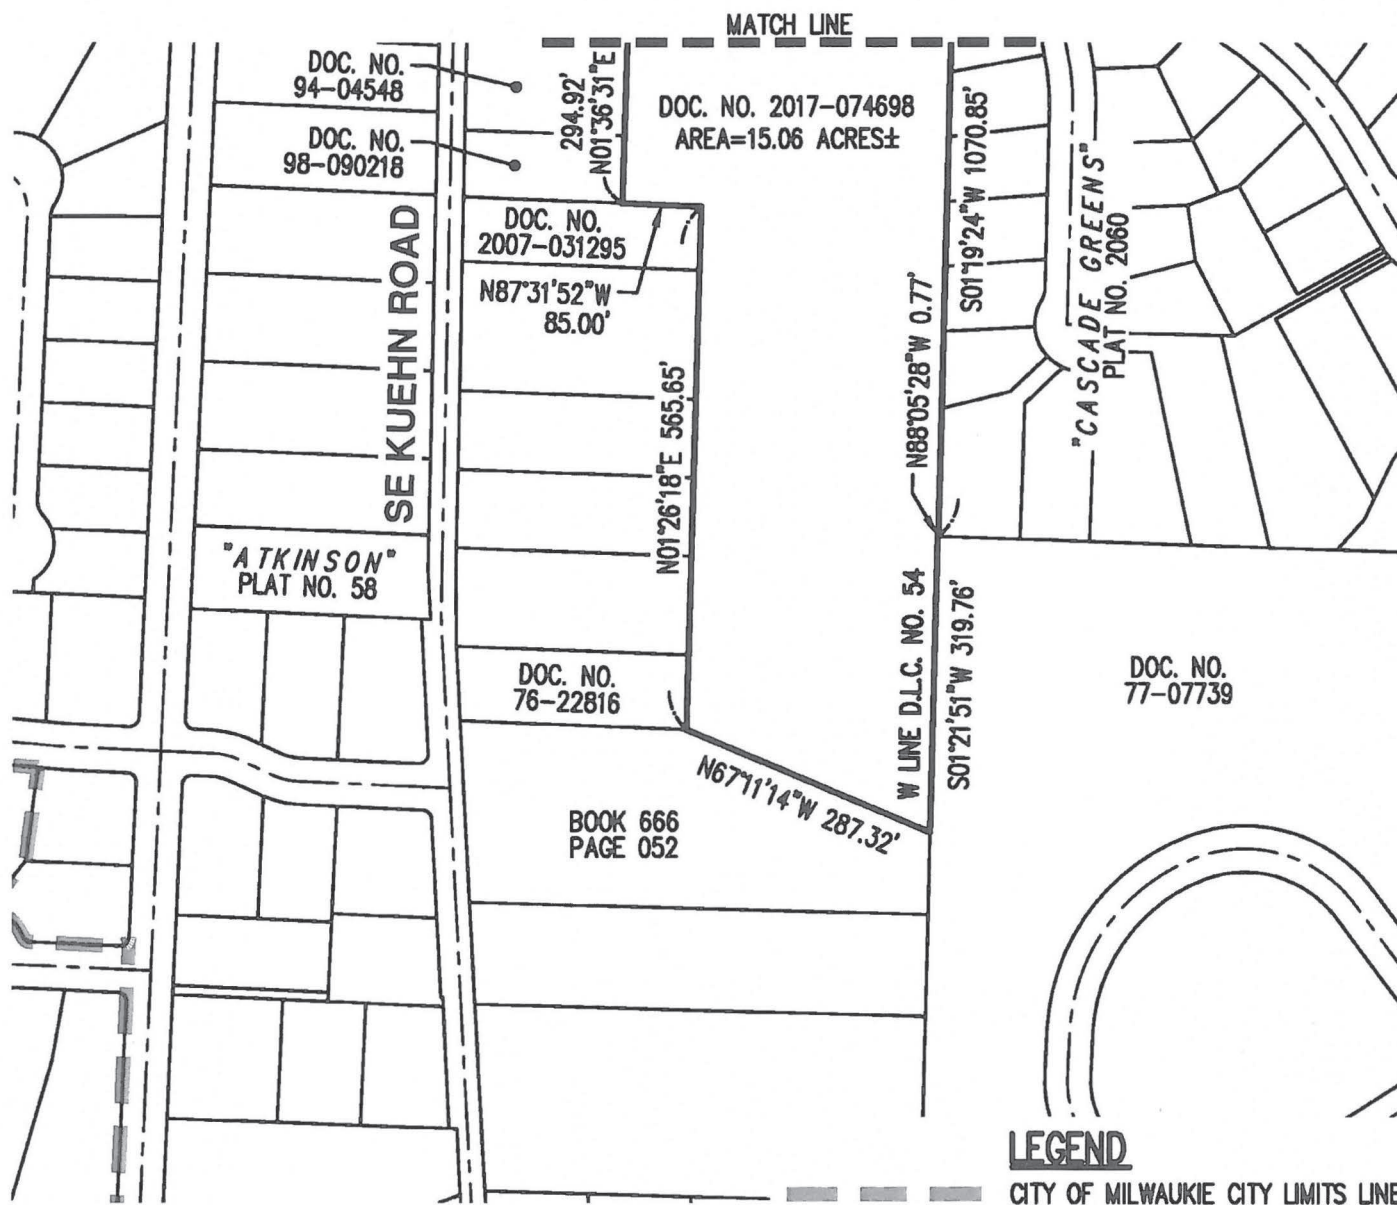 MATCH LINE
DOC. NO.
94-04548
DOC. NO.
98-090218
294.92'
N01°36'31"E
DOC. NO. 2017-074698
AREA=15.06 ACRES±
S01°19'24"W 1070.85'
"CASCADE GREENS"
PLAT NO. 2060
SE KUEHN ROAD
DOC. NO.
2007-031295
N87°31'52"W
85.00'
N01°26'18"E 565.65'
N88°05'28"W 0.77'
"ATKINSON"
PLAT NO. 58
DOC. NO.
76-22816
W LINE D.L.C. NO. 54
S01°21'51"W 319.76'
DOC. NO.
77-07739
N67°11'14"W 287.32'
BOOK 666
PAGE 052
LEGEND
CITY OF MILWAUKIE CITY LIMITS LINE